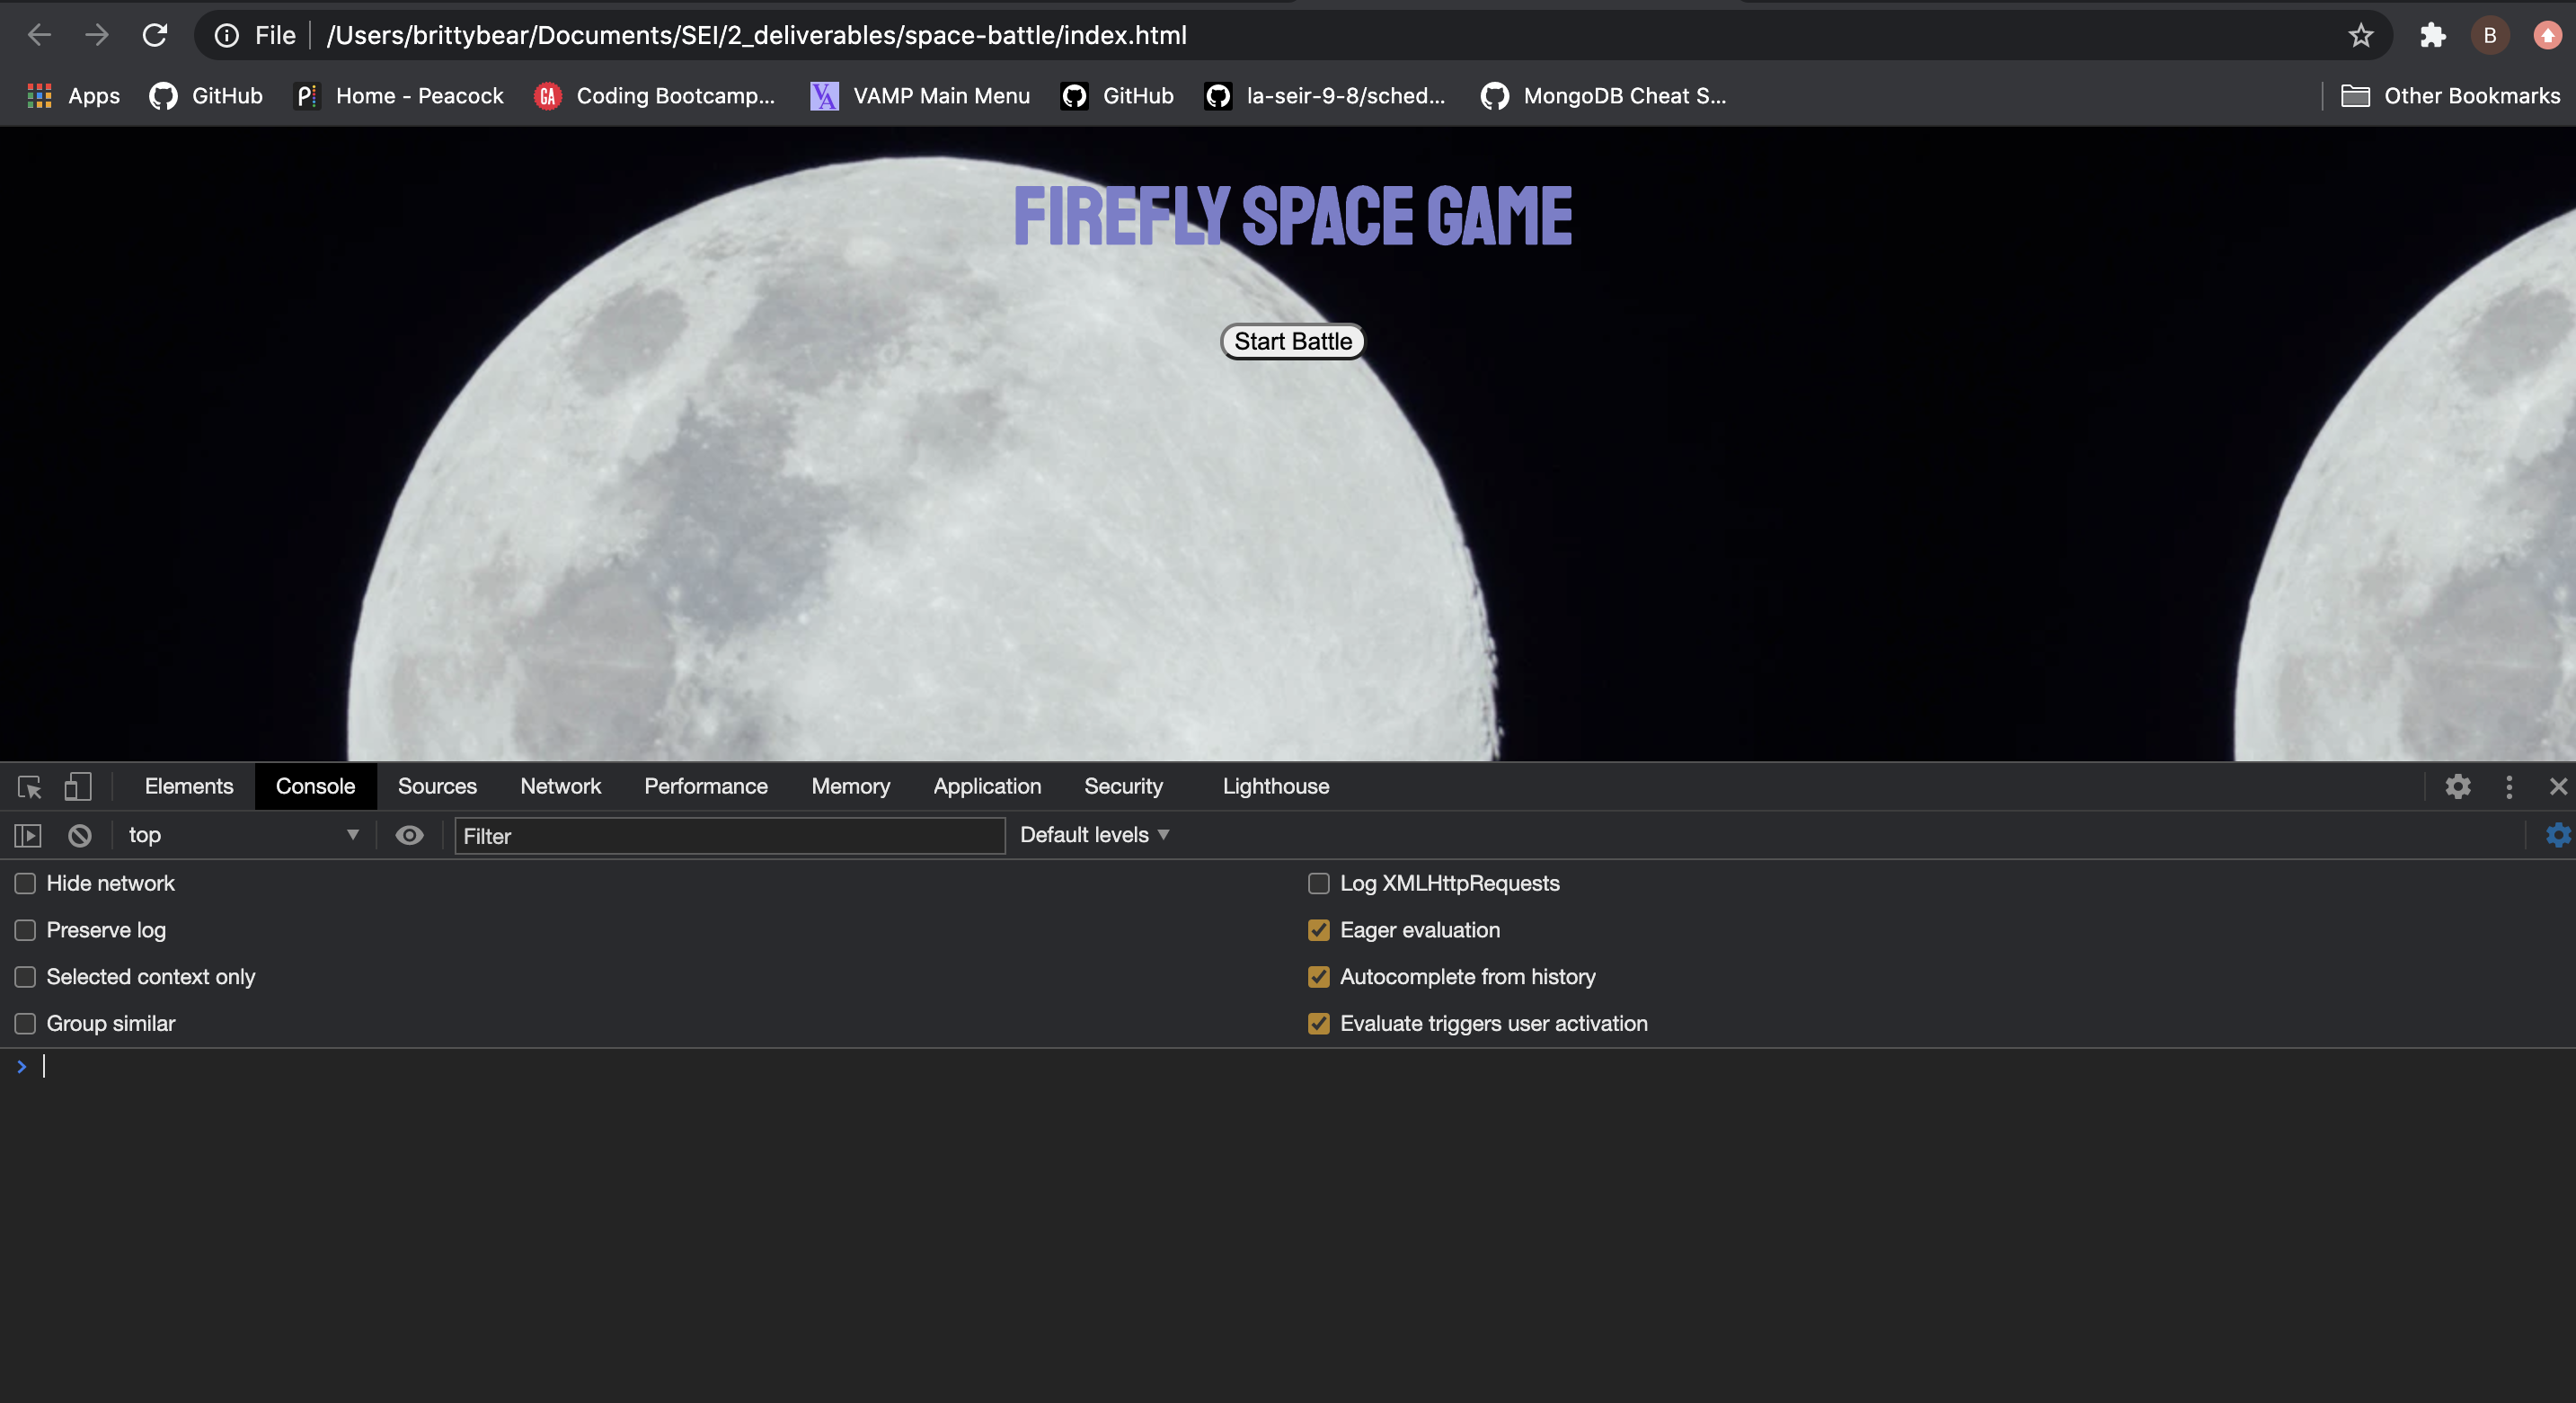 File /Users/brittybear/Documents/SEI/2_deliverables/space-battle/index.html B
Apps GitHub P Home - Peacock GA Coding Bootcamp... VA VAMP Main Menu GitHub la-seir-9-8/sched... MongoDB Cheat S... Other Bookmarks
FIREFLY SPACE GAME
Start Battle
Elements Console Sources Network Performance Memory Application Security Lighthouse
top Filter Default levels
Hide network Log XMLHttpRequests
Preserve log Eager evaluation
Selected context only Autocomplete from history
Group similar Evaluate triggers user activation